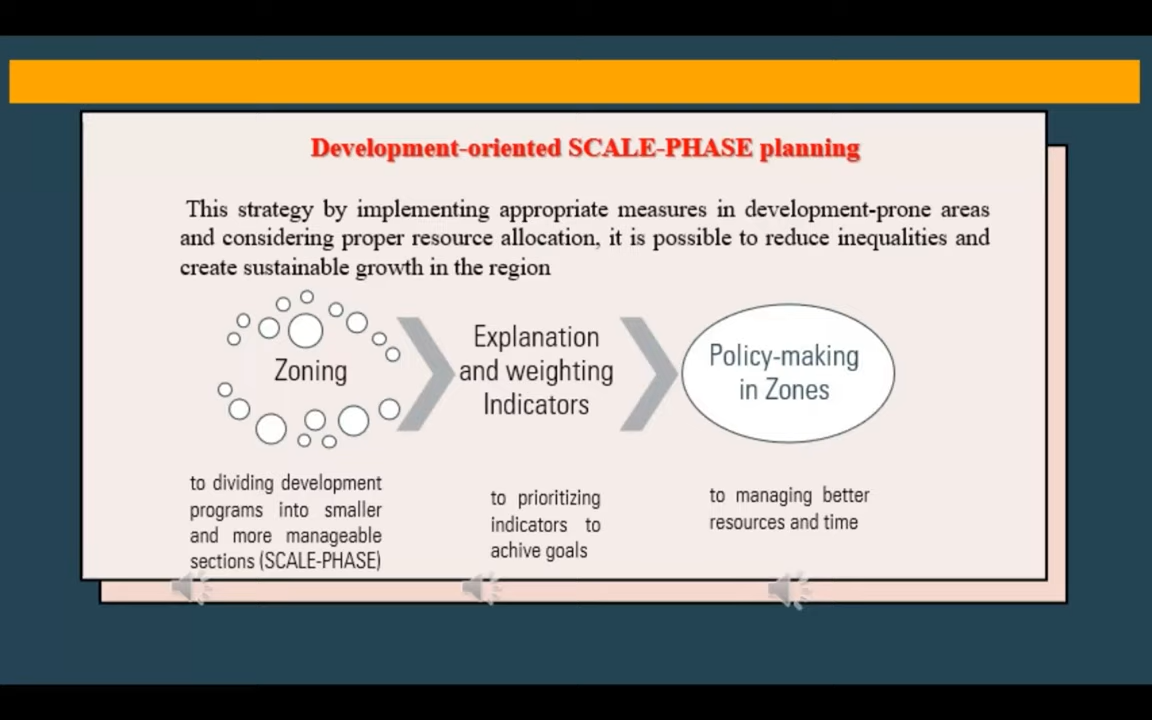 Development-oriented SCALE-PHASE planning
This strategy by implementing appropriate measures in development-prone areas
and considering proper resource allocation, it is possible to reduce inequalities and
create sustainable growth in the region
Zoning
Explanation
and weighting
Indicators
Policy-making
in Zones
to dividing development
programs into smaller
and more manageable
sections (SCALE-PHASE)
to prioritizing
indicators to
achive goals
to managing better
resources and time